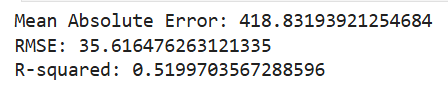 Mean Absolute Error: 418.83193921254684
RMSE: 35.616476263121335
R-squared: 0.5199703567288596